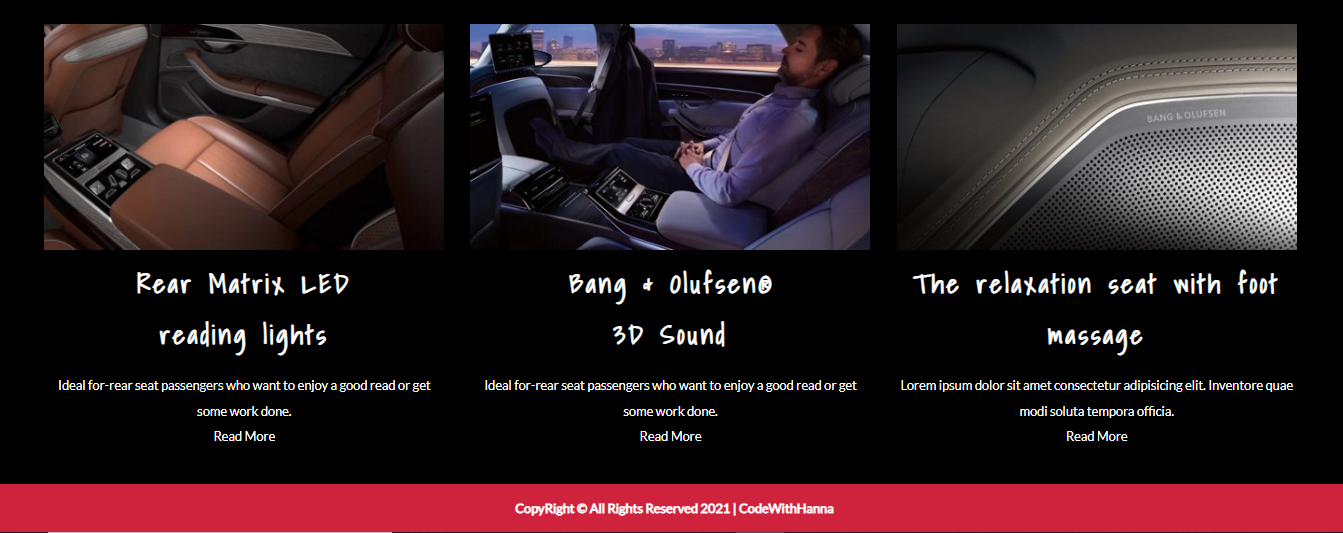 BANG & OLUFSEN
Rear Matrix LED
reading lights
Ideal for-rear seat passengers who want to enjoy a good read or get
some work done.
Read More
Bang & Olufsen®
3D Sound
Ideal for-rear seat passengers who want to enjoy a good read or get
some work done.
Read More
The relaxation seat with foot
massage
Lorem ipsum dolor sit amet consectetur adipisicing elit. Inventore quae
modi soluta tempora officia.
Read More
CopyRight © All Rights Reserved 2021 | CodeWithHanna